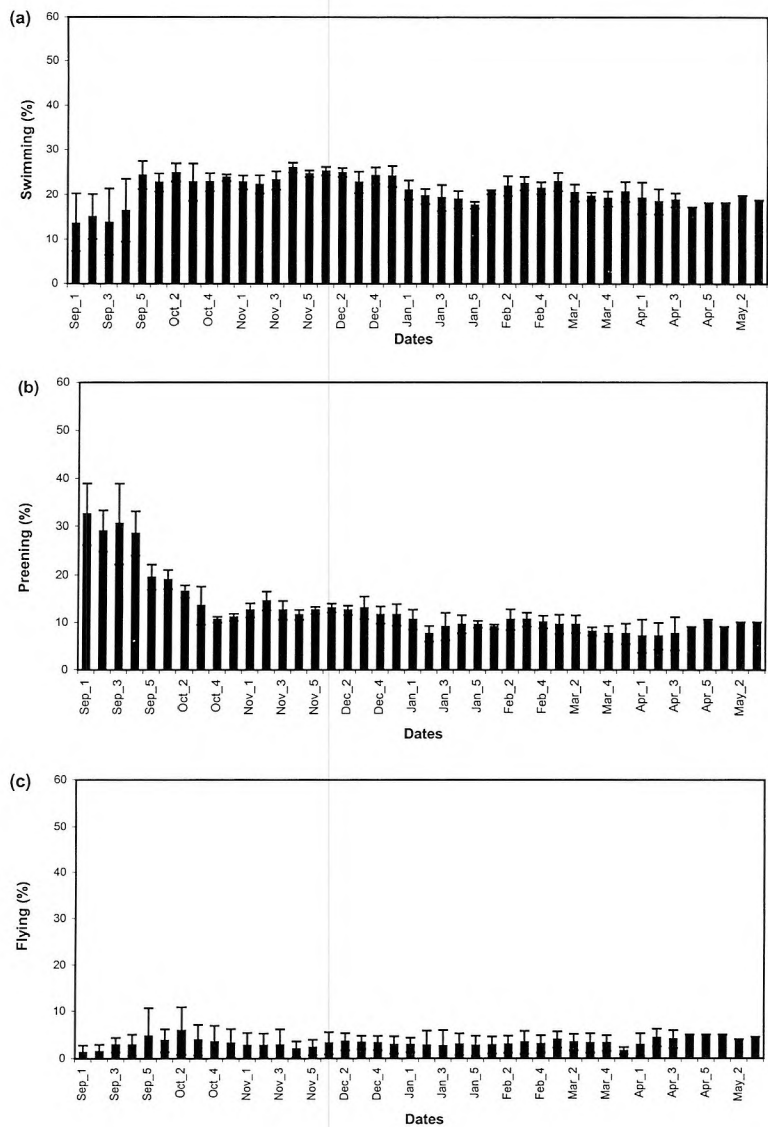 (a)
Swimming (%)
60
50
40
30
20
10
0
Sep_1 Sep_3 Sep_5 Oct_2 Oct_4 Nov_1 Nov_3 Nov_5 Dec_2 Dec_4 Jan_1 Jan_3 Jan_5 Feb_2 Feb_4 Mar_2 Mar_4 Apr_1 Apr_3 Apr_5 May_2
Dates
(b)
Preening (%)
60
50
40
30
20
10
0
Sep_1 Sep_3 Sep_5 Oct_2 Oct_4 Nov_1 Nov_3 Nov_5 Dec_2 Dec_4 Jan_1 Jan_3 Jan_5 Feb_2 Feb_4 Mar_2 Mar_4 Apr_1 Apr_3 Apr_5 May_2
Dates
(c)
Flying (%)
60
50
40
30
20
10
0
Sep_1 Sep_3 Sep_5 Oct_2 Oct_4 Nov_1 Nov_3 Nov_5 Dec_2 Dec_4 Jan_1 Jan_3 Jan_5 Feb_2 Feb_4 Mar_2 Mar_4 Apr_1 Apr_3 Apr_5 May_2
Dates